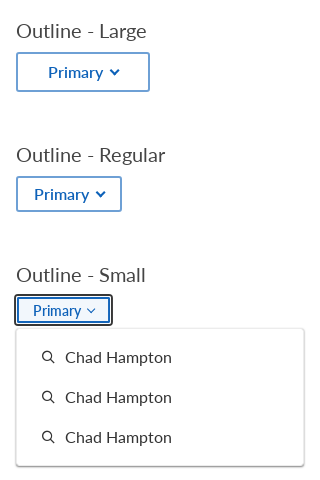 Outline - Large
Primary
Outline - Regular
Primary
Outline - Small
Primary
Chad Hampton
Chad Hampton
Chad Hampton